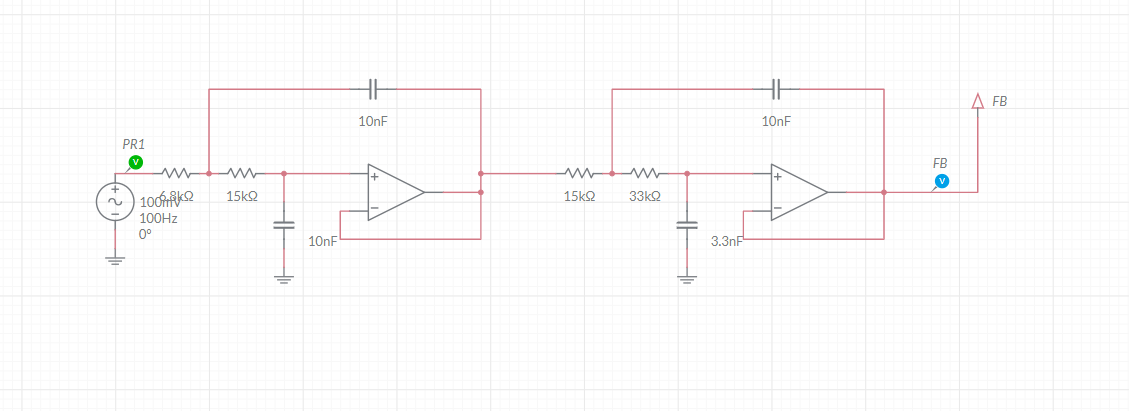 10nF
10nF
FB
PR1
V
FB
V
6.8kΩ
15kΩ
15kΩ
33kΩ
100mV
100Hz
0°
10nF
3.3nF